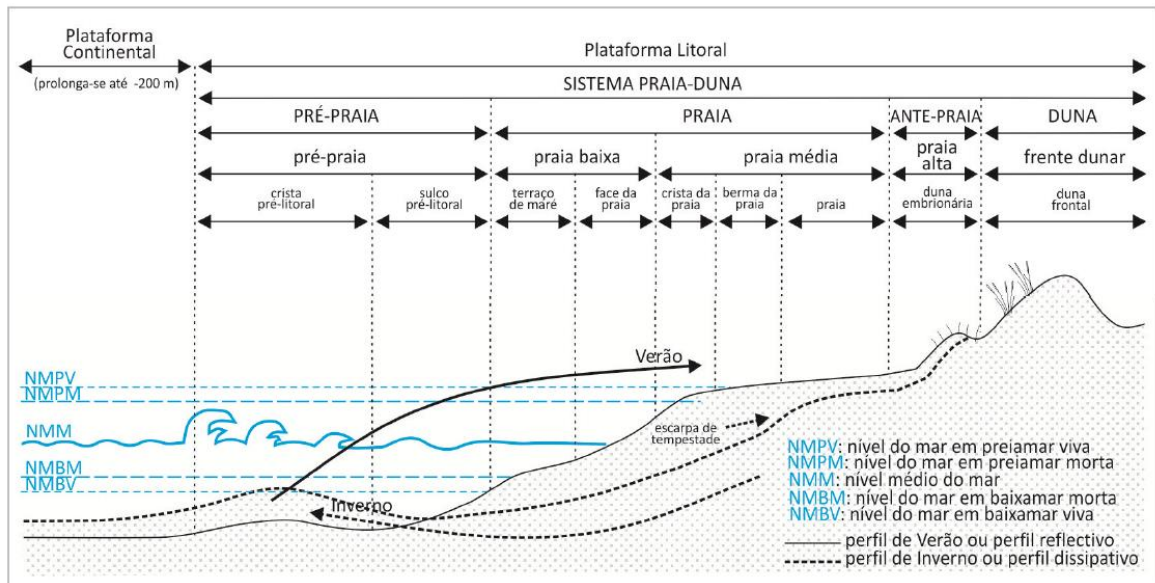 Plataforma
Continental
(prolonga-se até -200 m)
Plataforma Litoral
SISTEMA PRAIA-DUNA
PRÉ-PRAIA
PRAIA
ANTE-PRAIA
DUNA
pré-praia
praia baixa
praia média
praia
alta
frente dunar
crista
pré-litoral
sulco
pré-litoral
terraço
de maré
face da
praia
crista da
praia
berma da
praia
praia
duna
embrionária
duna
frontal
Verão
NMPV
NMPM
NMM
NMBM
NMBV
Inverno
escarpa de
tempestade
NMPV: nível do mar em preiamar viva
NMPM: nível do mar em preiamar morta
NMM: nível médio do mar
NMBM: nível do mar em baixamar morta
NMBV: nível do mar em baixamar viva
perfil de Verão ou perfil reflectivo
perfil de Inverno ou perfil dissipativo